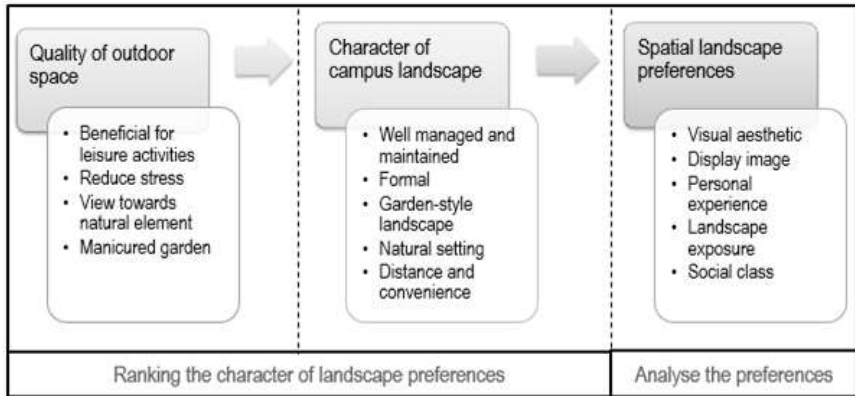 Quality of outdoor
space
• Beneficial for
leisure activities
• Reduce stress
• View towards
natural element
• Manicured garden
Character of
campus landscape
• Well managed and
maintained
• Formal
• Garden-style
landscape
• Natural setting
• Distance and
convenience
Spatial landscape
preferences
• Visual aesthetic
• Display image
• Personal
experience
• Landscape
exposure
• Social class
Ranking the character of landscape preferences
Analyse the preferences